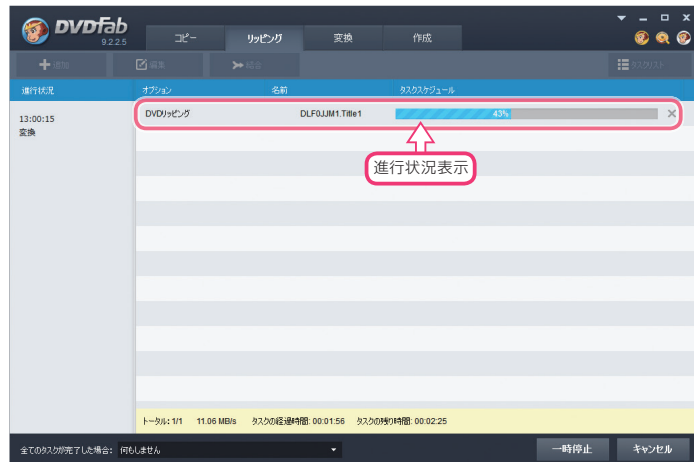 DVDFab
9.2.2.5
コピー リッピング 変換 作成
追加 編集 結合 タスクリスト
進行状況 オプション 名前 タスクスケジュール
13:00:15
変換
DVDリッピング DLF0JJM1.Title1 43%
進行状況表示
トータル: 1/1 11.06 MB/s タスクの経過時間: 00:01:56 タスクの残り時間: 00:02:25
全てのタスクが完了した場合: 何もしません 一時停止 キャンセル